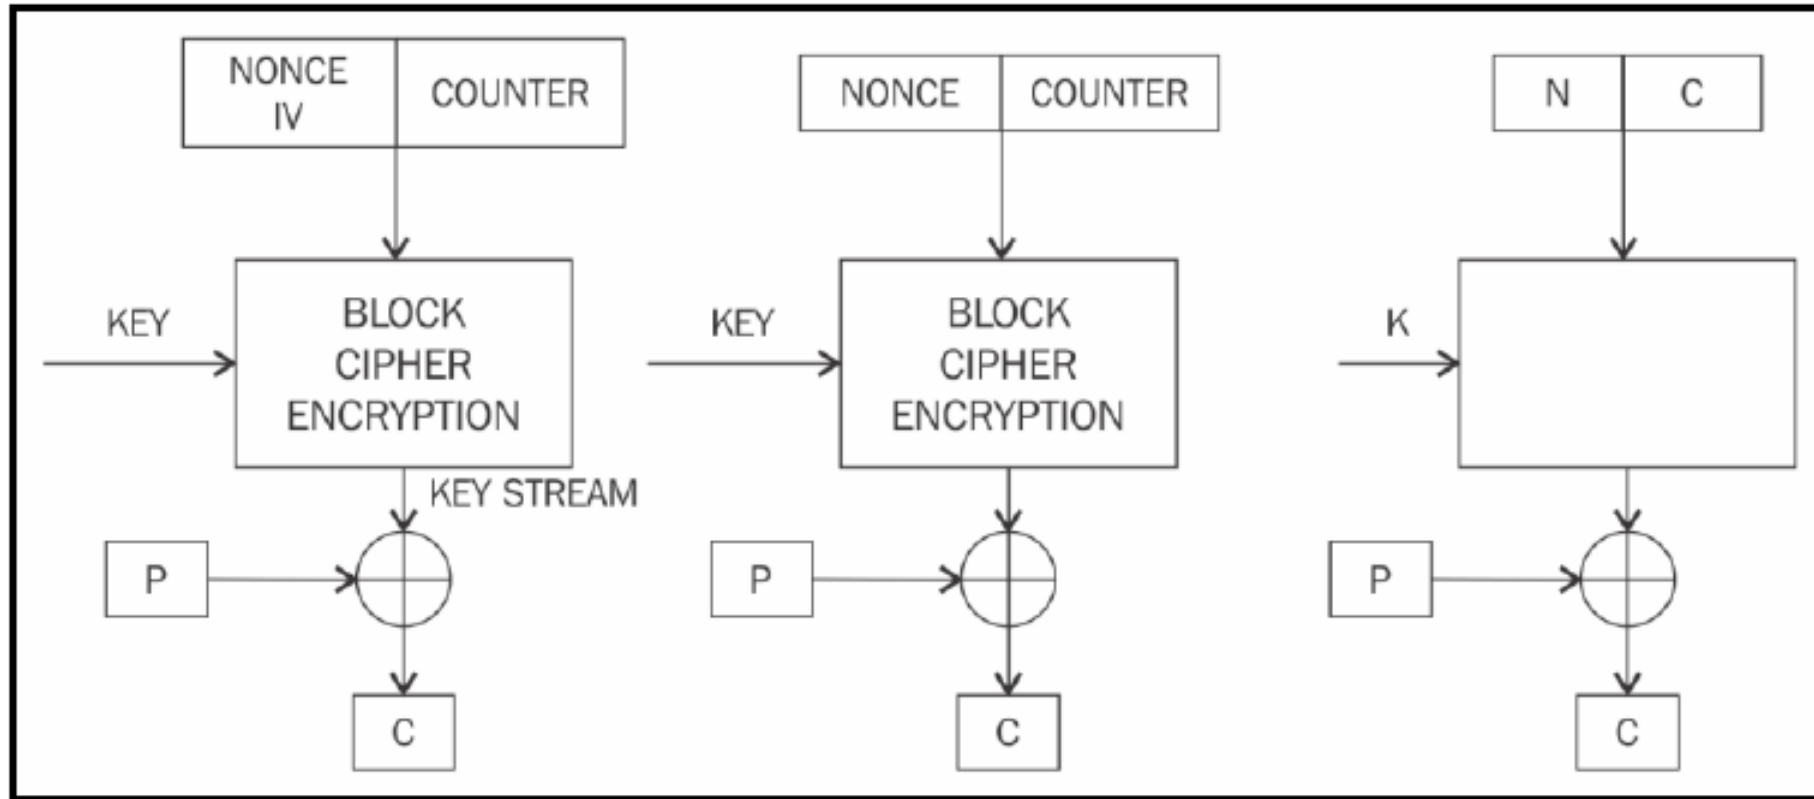 NONCE
IV
COUNTER
KEY
BLOCK
CIPHER
ENCRYPTION
KEY STREAM
P
C
NONCE
COUNTER
KEY
BLOCK
CIPHER
ENCRYPTION
P
C
N
C
K
P
C